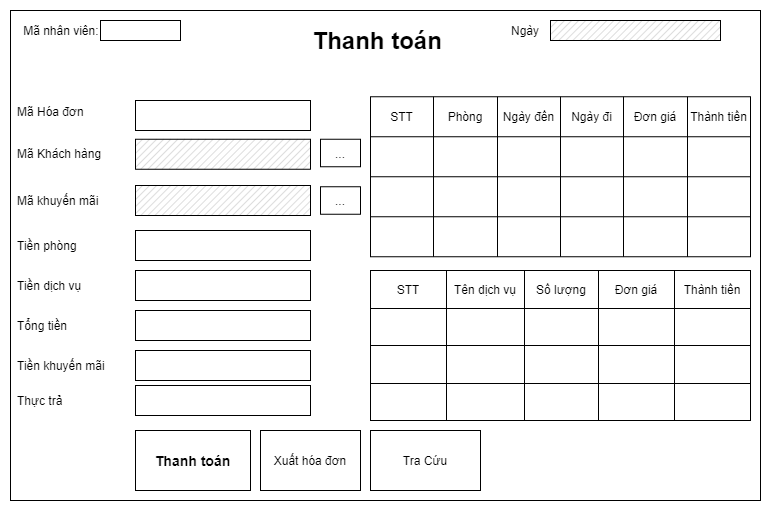 Mã nhân viên:
Thanh toán
Ngày
Mã Hóa đơn
Mã Khách hàng
...
Mã khuyến mãi
...
Tiền phòng
Tiền dịch vụ
Tổng tiền
Tiền khuyến mãi
Thực trả
STT Phòng Ngày đến Ngày đi Đơn giá Thành tiền
STT Tên dịch vụ Số lượng Đơn giá Thành tiền
Thanh toán
Xuất hóa đơn
Tra Cứu